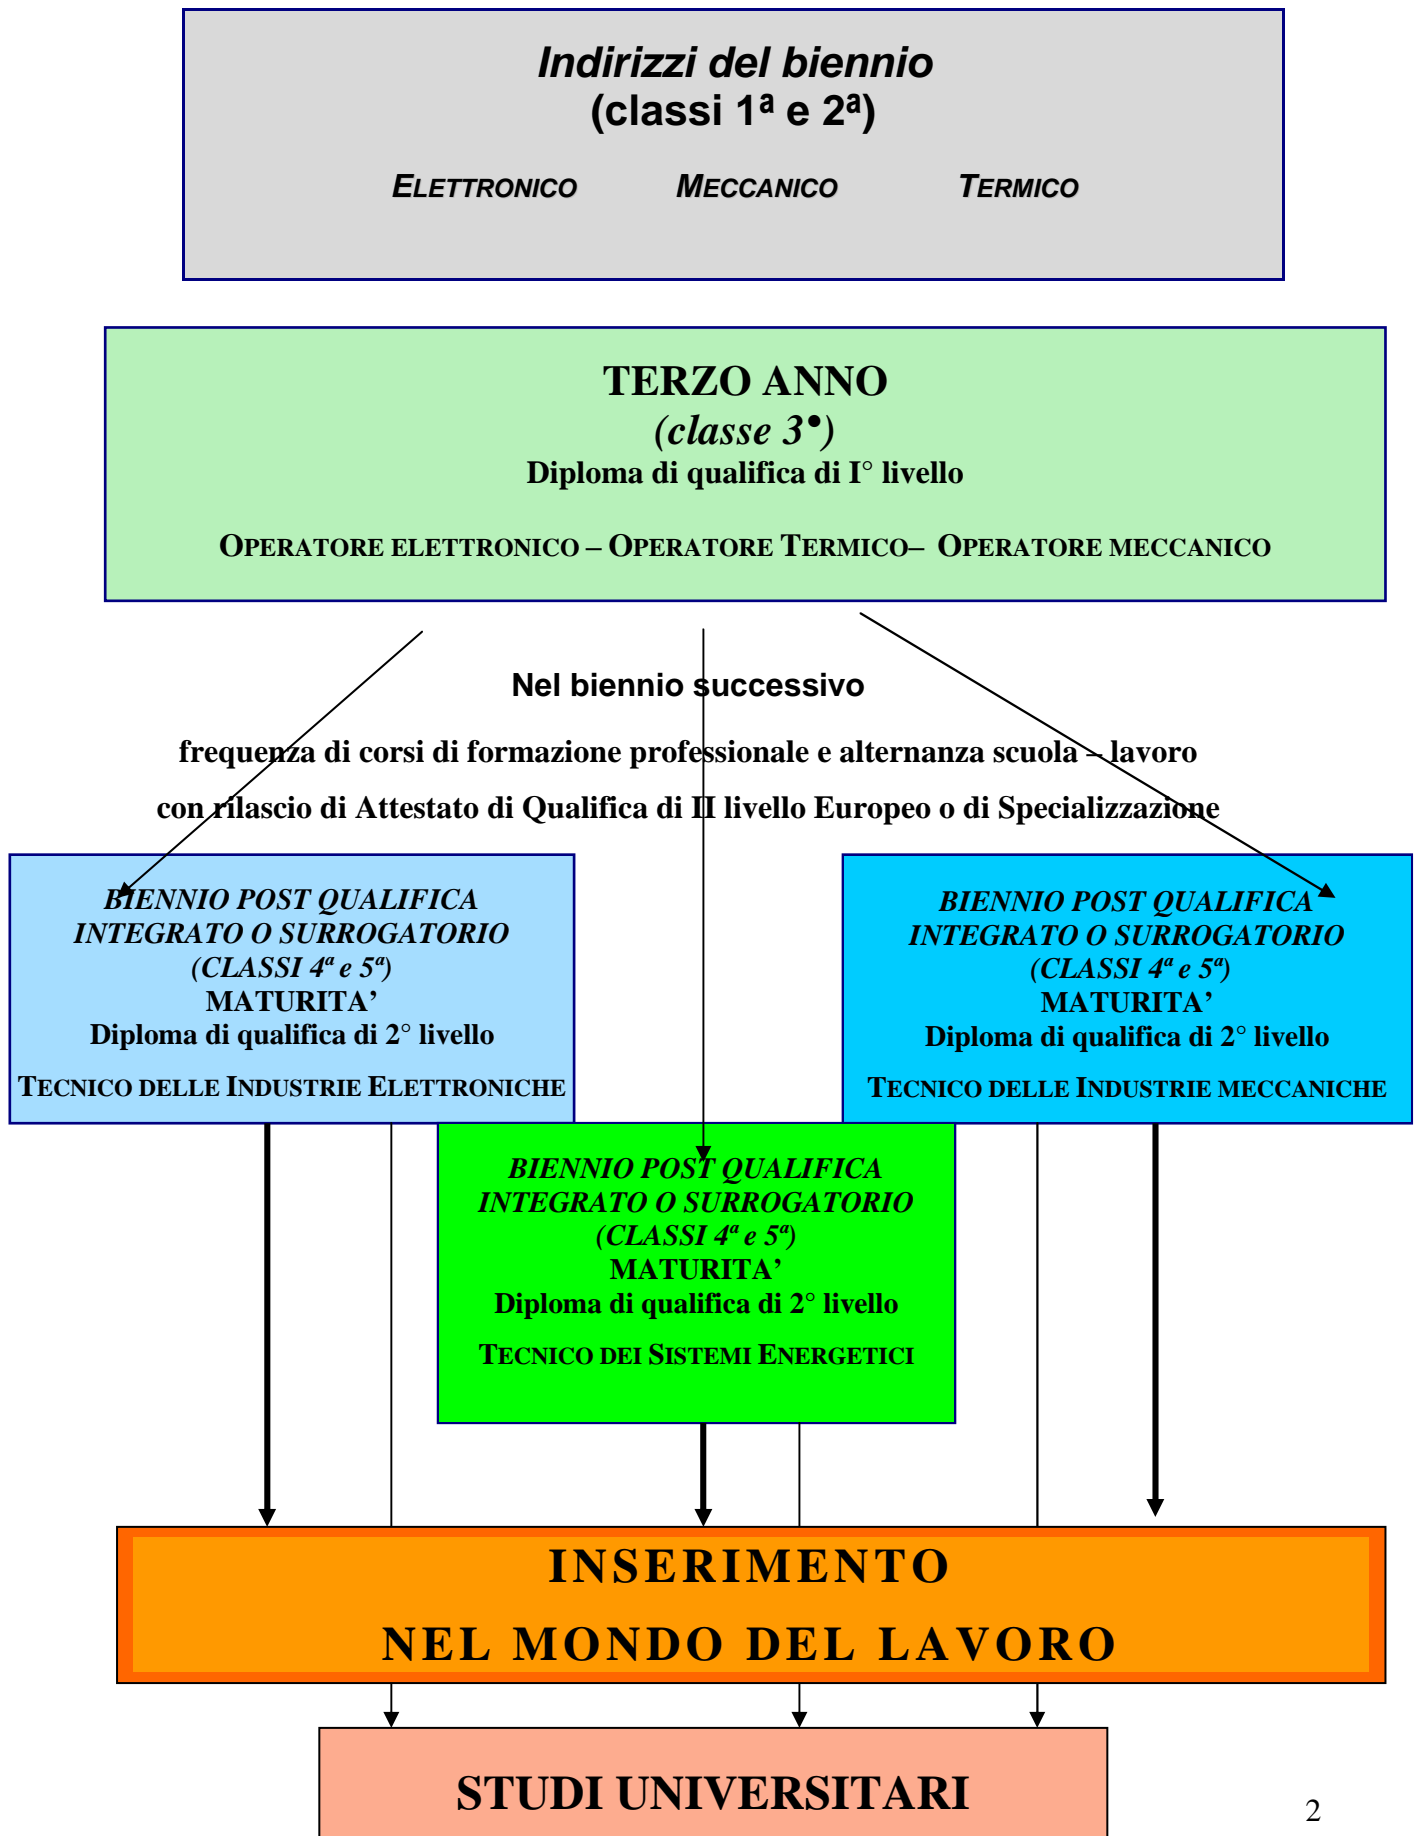 Indirizzi del biennio
(classi 1ª e 2ª)
ELETTRONICO MECCANICO TERMICO
TERZO ANNO
(classe 3•)
Diploma di qualifica di I° livello
OPERATORE ELETTRONICO – OPERATORE TERMICO– OPERATORE MECCANICO
Nel biennio successivo
frequenza di corsi di formazione professionale e alternanza scuola – lavoro
con rilascio di Attestato di Qualifica di II livello Europeo o di Specializzazione
BIENNIO POST QUALIFICA
INTEGRATO O SURROGATORIO
(CLASSI 4ª e 5ª)
MATURITA’
Diploma di qualifica di 2° livello
TECNICO DELLE INDUSTRIE ELETTRONICHE
BIENNIO POST QUALIFICA
INTEGRATO O SURROGATORIO
(CLASSI 4ª e 5ª)
MATURITA’
Diploma di qualifica di 2° livello
TECNICO DELLE INDUSTRIE MECCANICHE
BIENNIO POST QUALIFICA
INTEGRATO O SURROGATORIO
(CLASSI 4ª e 5ª)
MATURITA’
Diploma di qualifica di 2° livello
TECNICO DEI SISTEMI ENERGETICI
INSERIMENTO
NEL MONDO DEL LAVORO
STUDI UNIVERSITARI
2